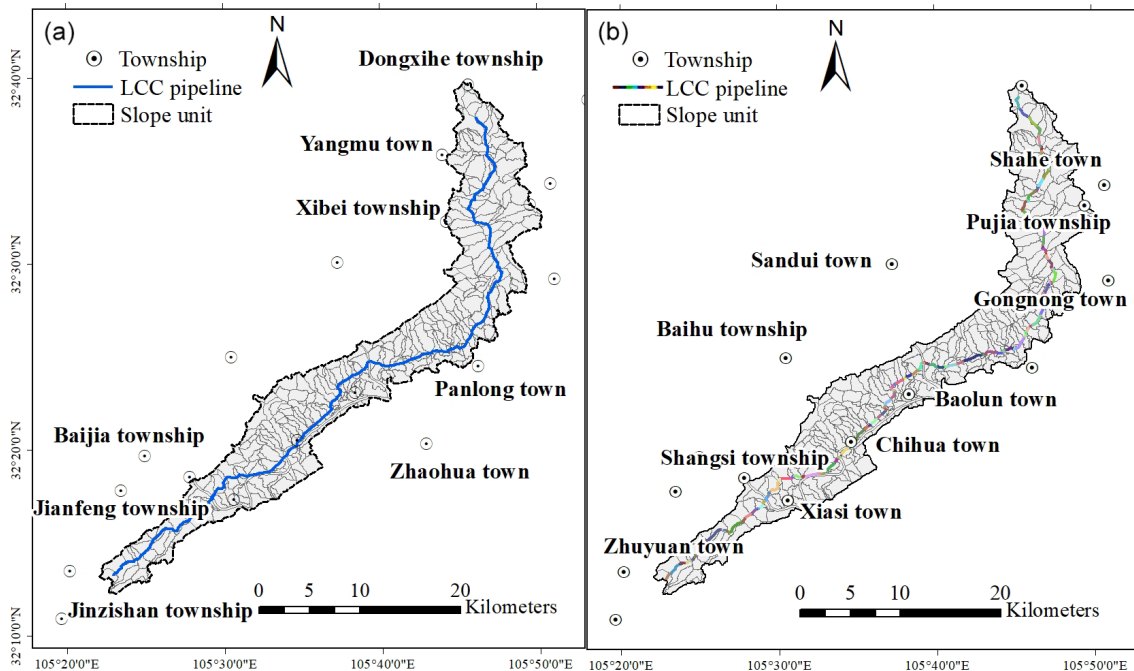 (a)
N
Township
LCC pipeline
Slope unit
Dongxihe township
Yangmu town
Xibei township
Panlong town
Baijia township
Zhaohua town
Jianfeng township
Jinzishan township
0 5 10 20
Kilometers
32°40'0"N
32°30'0"N
32°20'0"N
32°10'0"N
105°20'0"E 105°30'0"E 105°40'0"E 105°50'0"E
(b)
N
Township
LCC pipeline
Slope unit
Shahe town
Pujia township
Sandui town
Gongnong town
Baihu township
Baolun town
Chihua town
Shangsi township
Xiasi town
Zhuyuan town
0 5 10 20
Kilometers
105°20'0"E 105°30'0"E 105°40'0"E 105°50'0"E